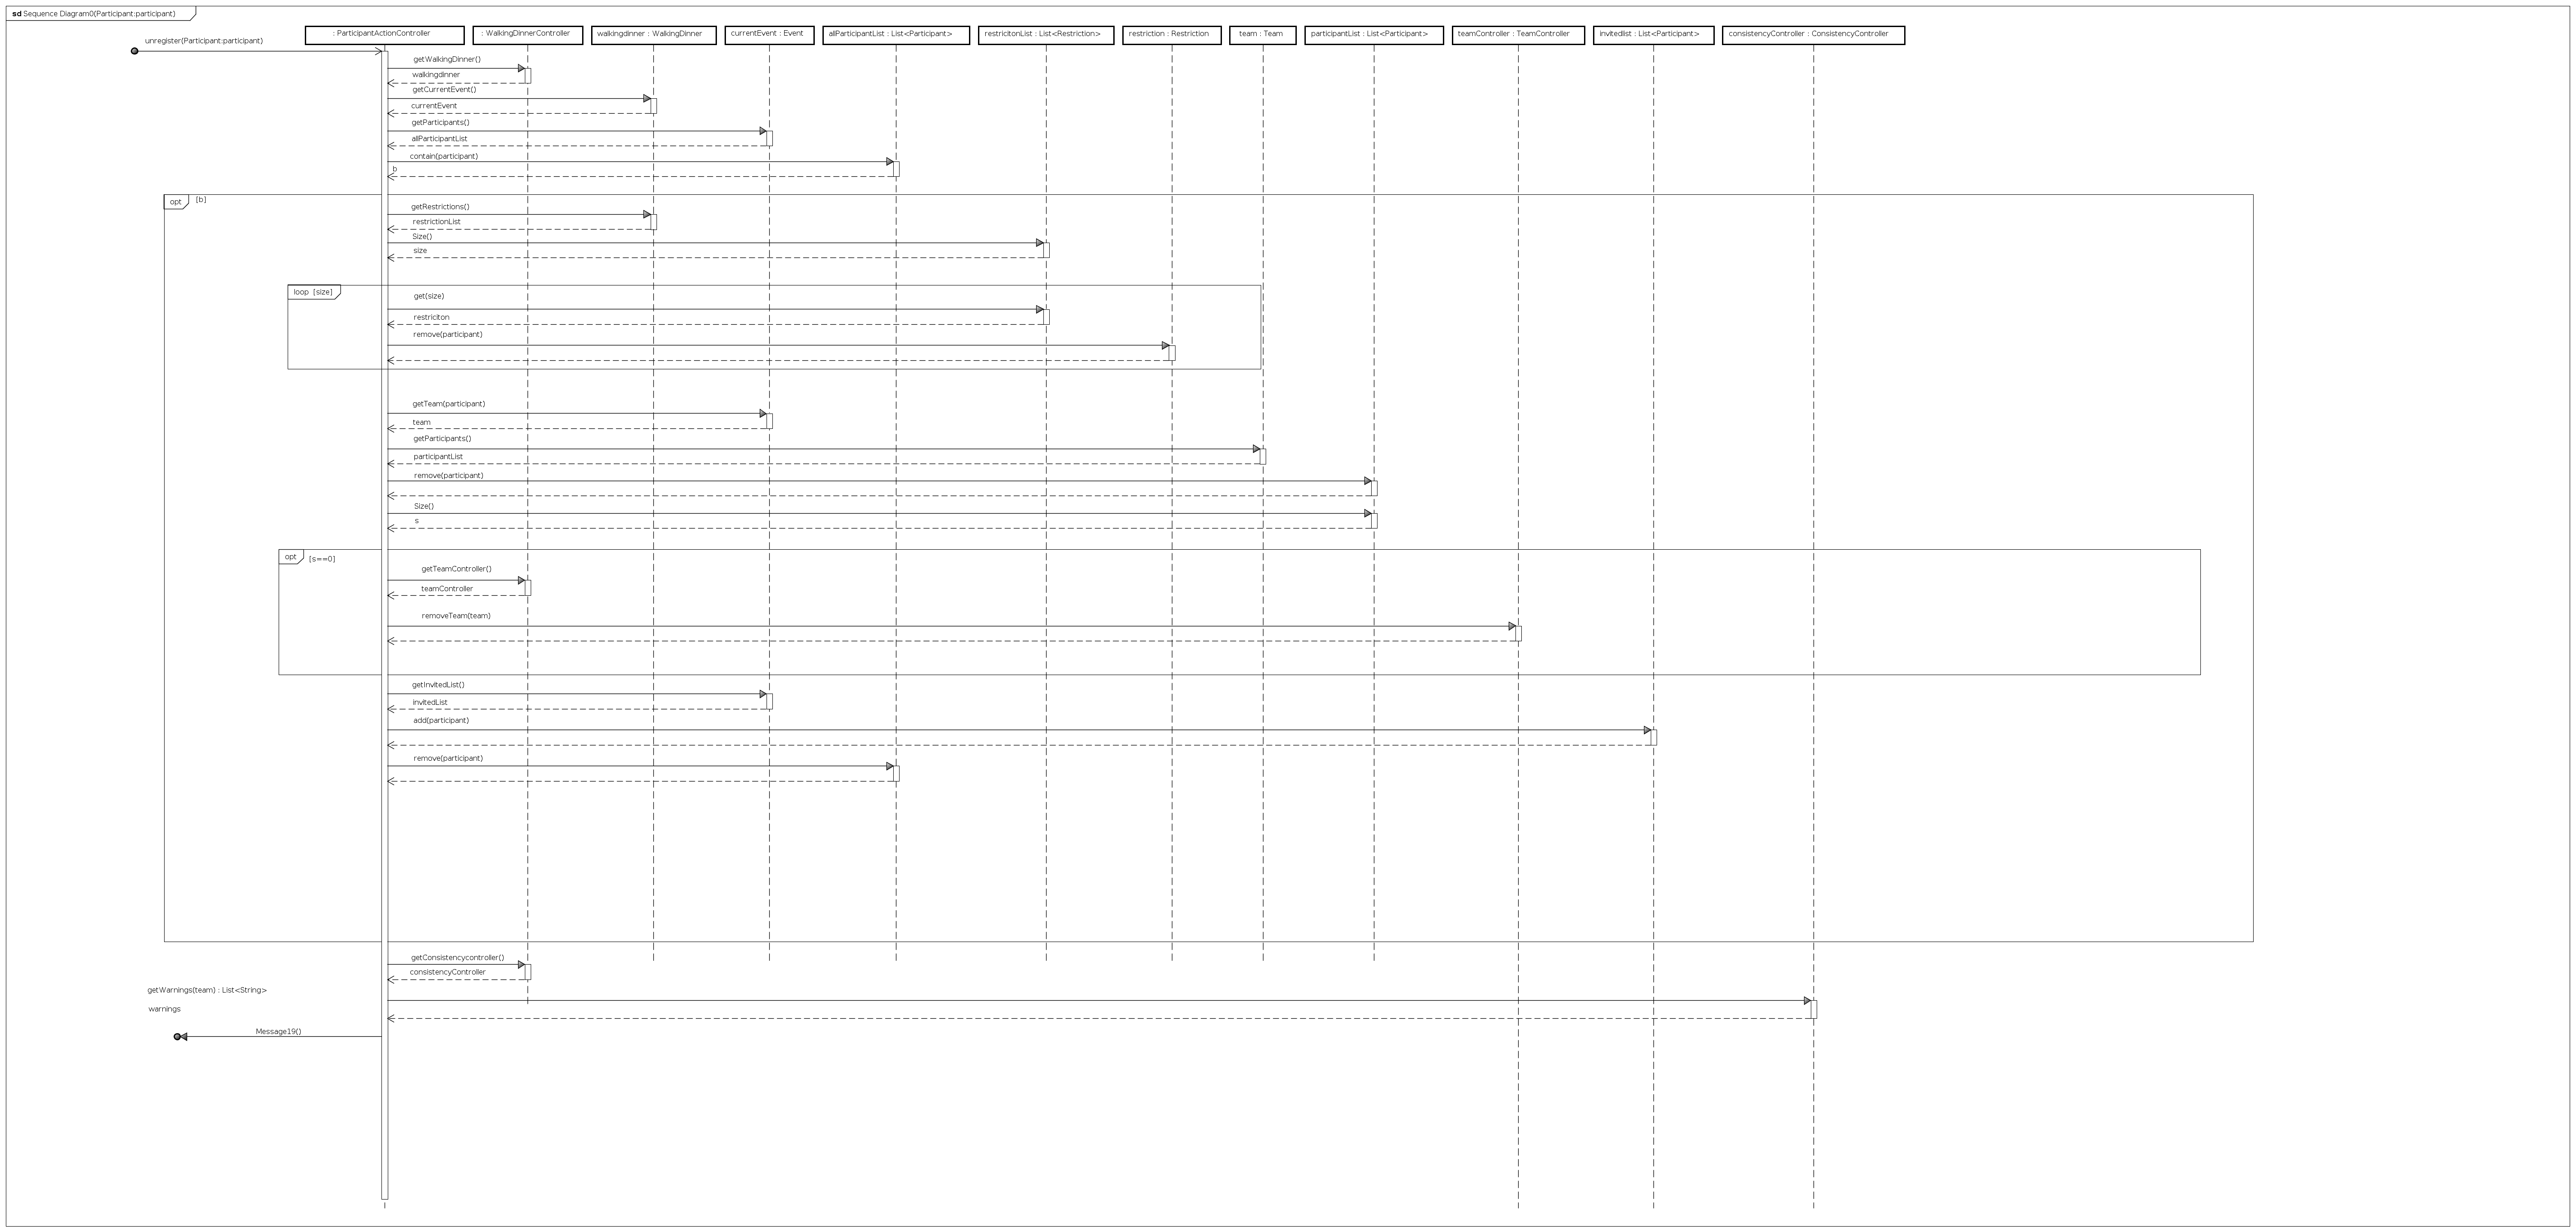 sd Sequence Diagram0(Participant:participant)
: ParticipantActionController
: WalkingDinnerController
walkingdinner : WalkingDinner
currentEvent : Event
allParticipantList : List<Participant>
restricitonList : List<Restriction>
restriction : Restriction
team : Team
participantList : List<Participant>
teamController : TeamController
invitedlist : List<Participant>
consistencyController : ConsistencyController
unregister(Participant:participant)
getWalkingDinner()
walkingdinner
getCurrentEvent()
currentEvent
getParticipants()
allParticipantList
contain(participant)
b
opt [b]
getRestrictions()
restrictionList
Size()
size
loop [size]
get(size)
restriciton
remove(participant)
getTeam(participant)
team
getParticipants()
participantList
remove(participant)
Size()
s
opt [s==0]
getTeamController()
teamController
removeTeam(team)
getInvitedList()
invitedList
add(participant)
remove(participant)
getConsistencycontroller()
consistencyController
getWarnings(team) : List<String>
warnings
Message19()